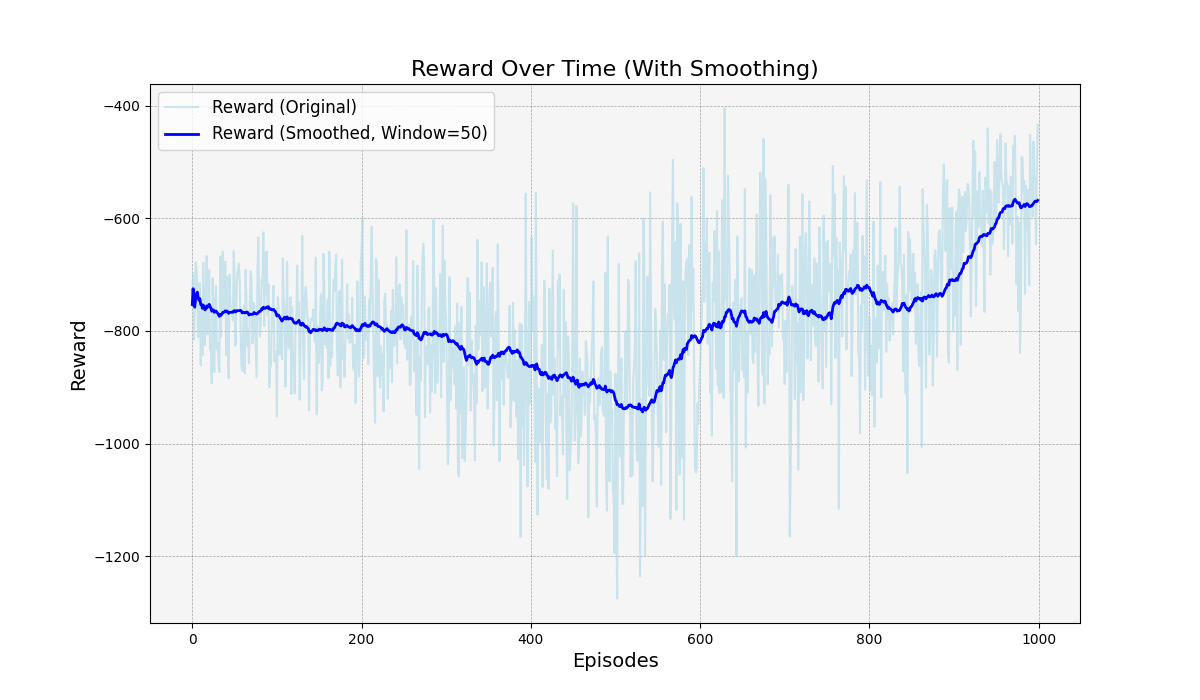 Reward Over Time (With Smoothing)
Reward (Original)
Reward (Smoothed, Window=50)
Reward
−400
−600
−800
−1000
−1200
0
200
400
600
800
1000
Episodes